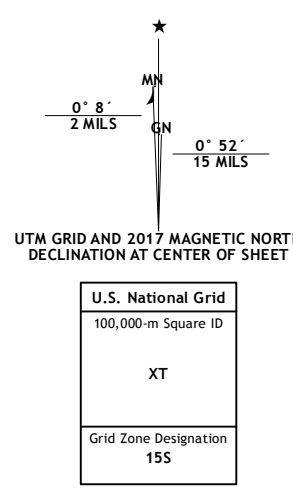 MN
0° 8´
2 MILS
GN
0° 52´
15 MILS
UTM GRID AND 2017 MAGNETIC NORT
DECLINATION AT CENTER OF SHEET
U.S. National Grid
100,000-m Square ID
XT
Grid Zone Designation
15S